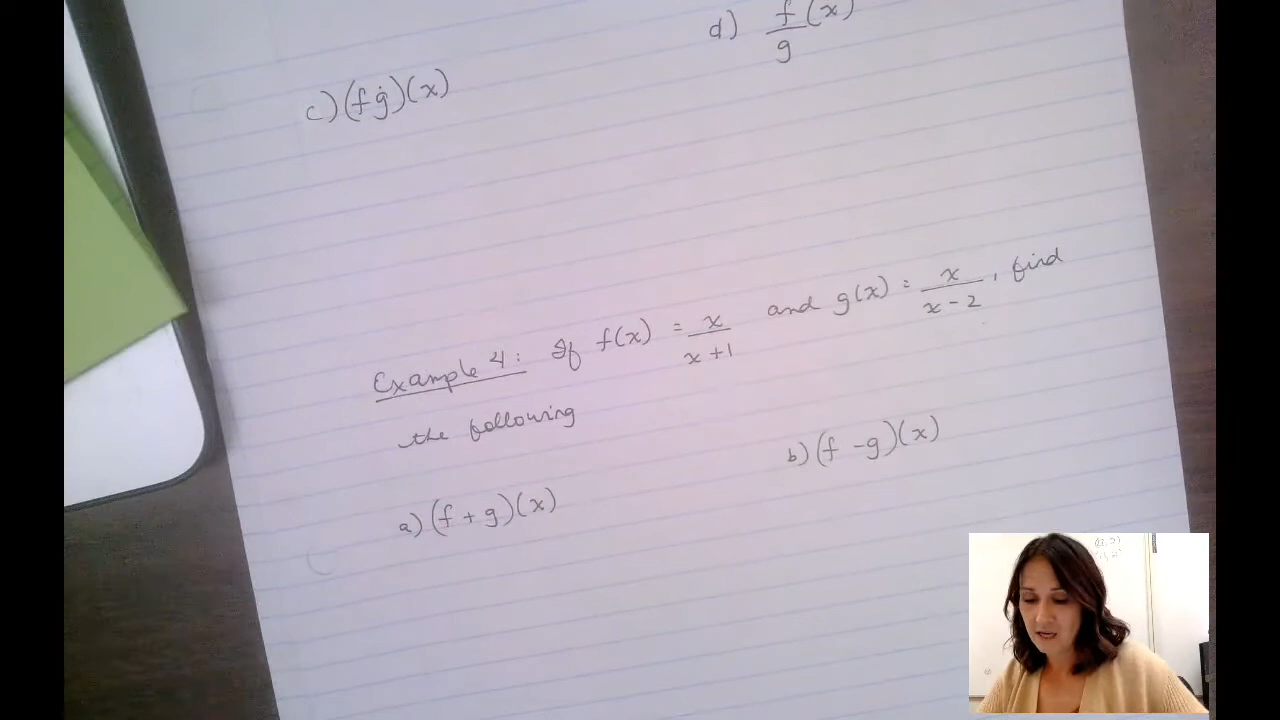 d) f/g (x)
c) (f·g)(x)
Example 4: If f(x) = x/(x+1) and g(x) = x/(x-2), find
the following
a) (f + g)(x)
b) (f - g)(x)